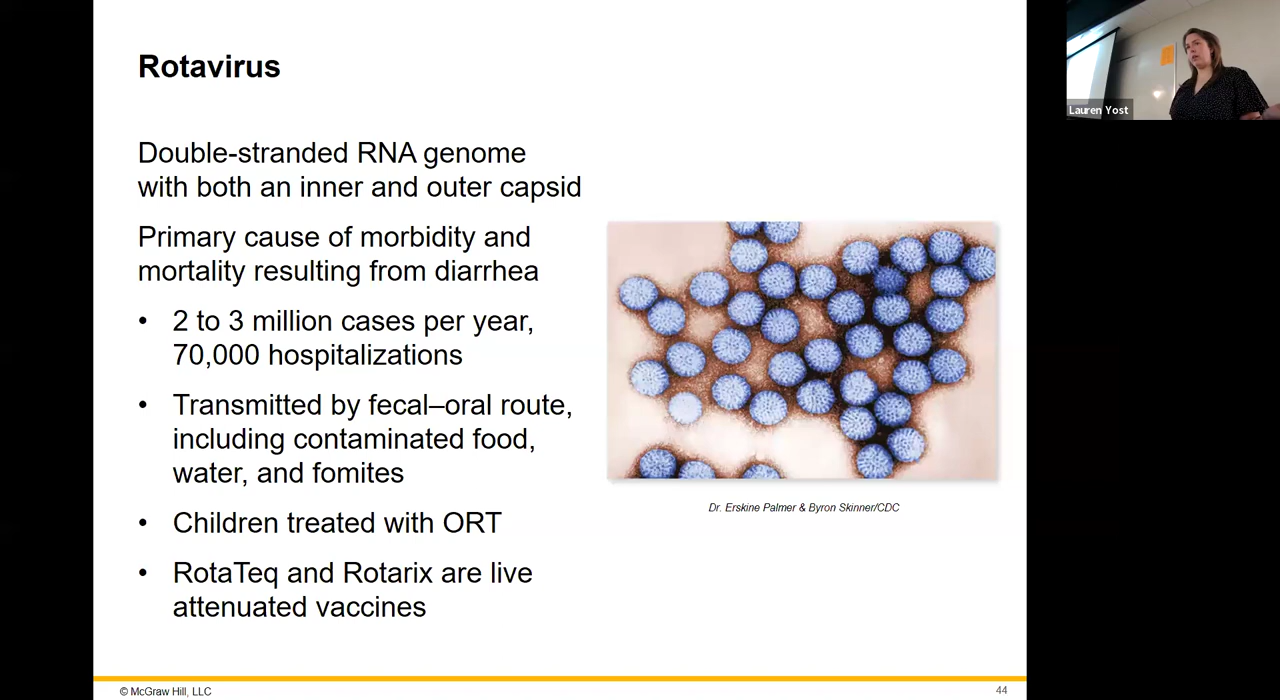 Rotavirus
Double-stranded RNA genome
with both an inner and outer capsid
Primary cause of morbidity and
mortality resulting from diarrhea
• 2 to 3 million cases per year,
70,000 hospitalizations
• Transmitted by fecal–oral route,
including contaminated food,
water, and fomites
• Children treated with ORT
• RotaTeq and Rotarix are live
attenuated vaccines
Dr. Erskine Palmer & Byron Skinner/CDC
© McGraw Hill, LLC
44
Lauren Yost